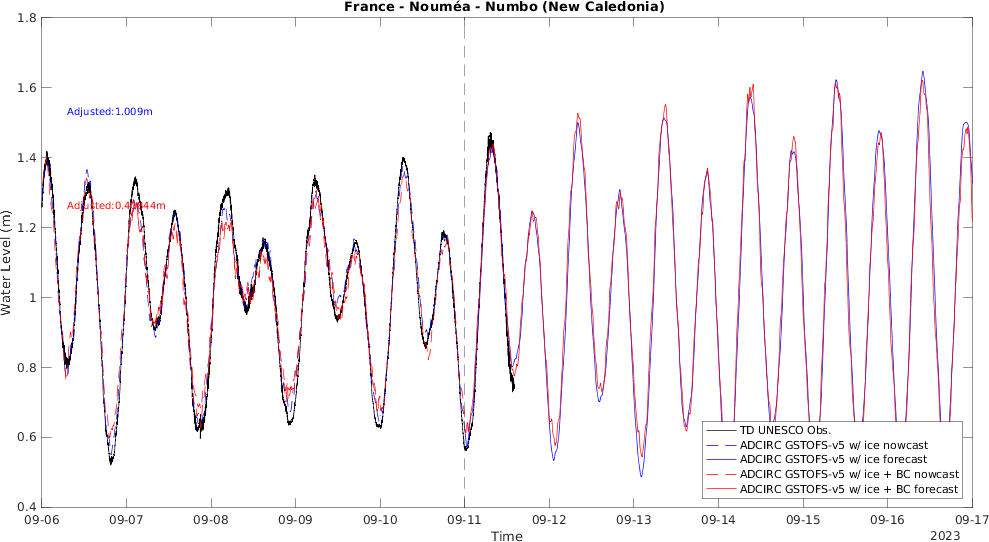 France - Nouméa - Numbo (New Caledonia)
1.8
1.6
1.4
1.2
1
0.8
0.6
0.4
Water Level (m)
Adjusted:1.009m
TD UNESCO Obs.
ADCIRC GSTOFS-v5 w/ ice nowcast
ADCIRC GSTOFS-v5 w/ ice forecast
ADCIRC GSTOFS-v5 w/ ice + BC nowcast
ADCIRC GSTOFS-v5 w/ ice + BC forecast
09-06 09-07 09-08 09-09 09-10 09-11 09-12 09-13 09-14 09-15 09-16 09-17
Time
2023